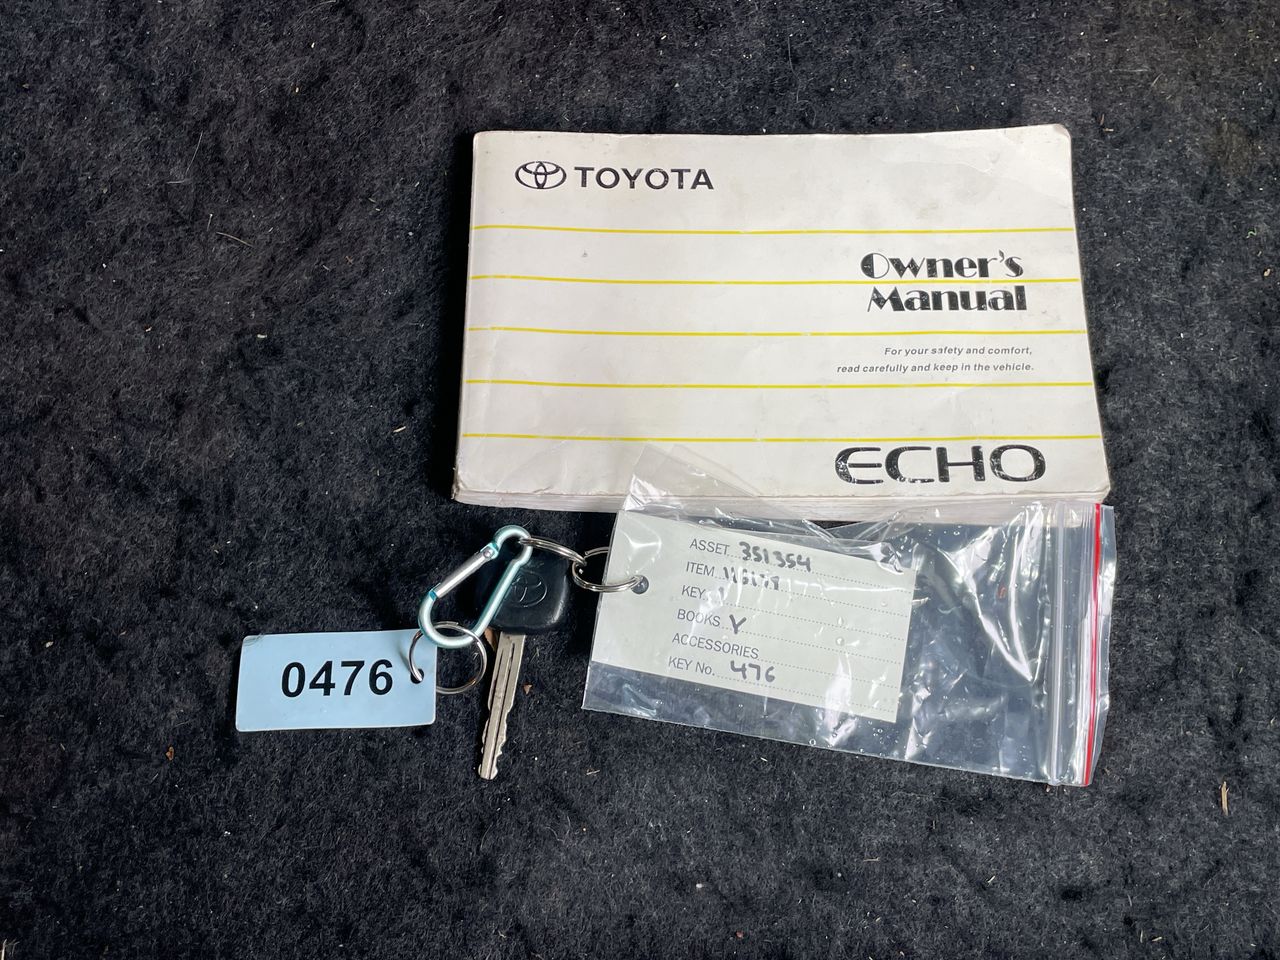 TOYOTA
Owner's
Manual
For your safety and comfort,
read carefully and keep in the vehicle.
ECHO
ASSET 351354
ITEM
KEY
BOOKS Y
ACCESSORIES
KEY No. 476
0476